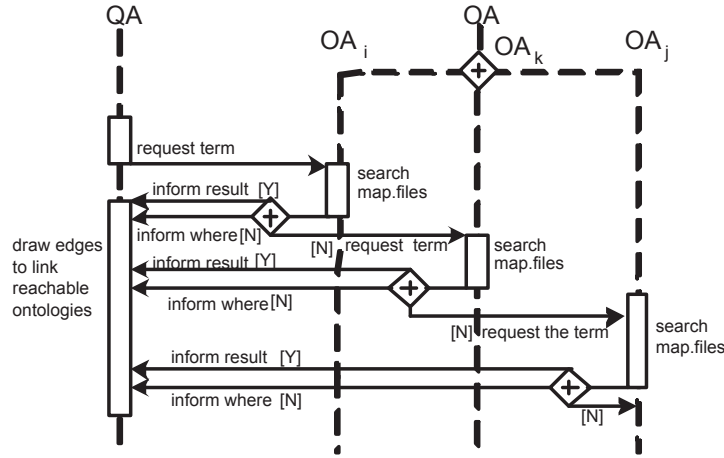 QA
QA
OA i
OA k
OA j
request term
search
map.files
inform result [Y]
inform where[N]
[N] request term
search
map.files
draw edges
to link
reachable
ontologies
inform result [Y]
inform where[N]
[N] request the term
search
map.files
inform result [Y]
inform where [N]
[N]